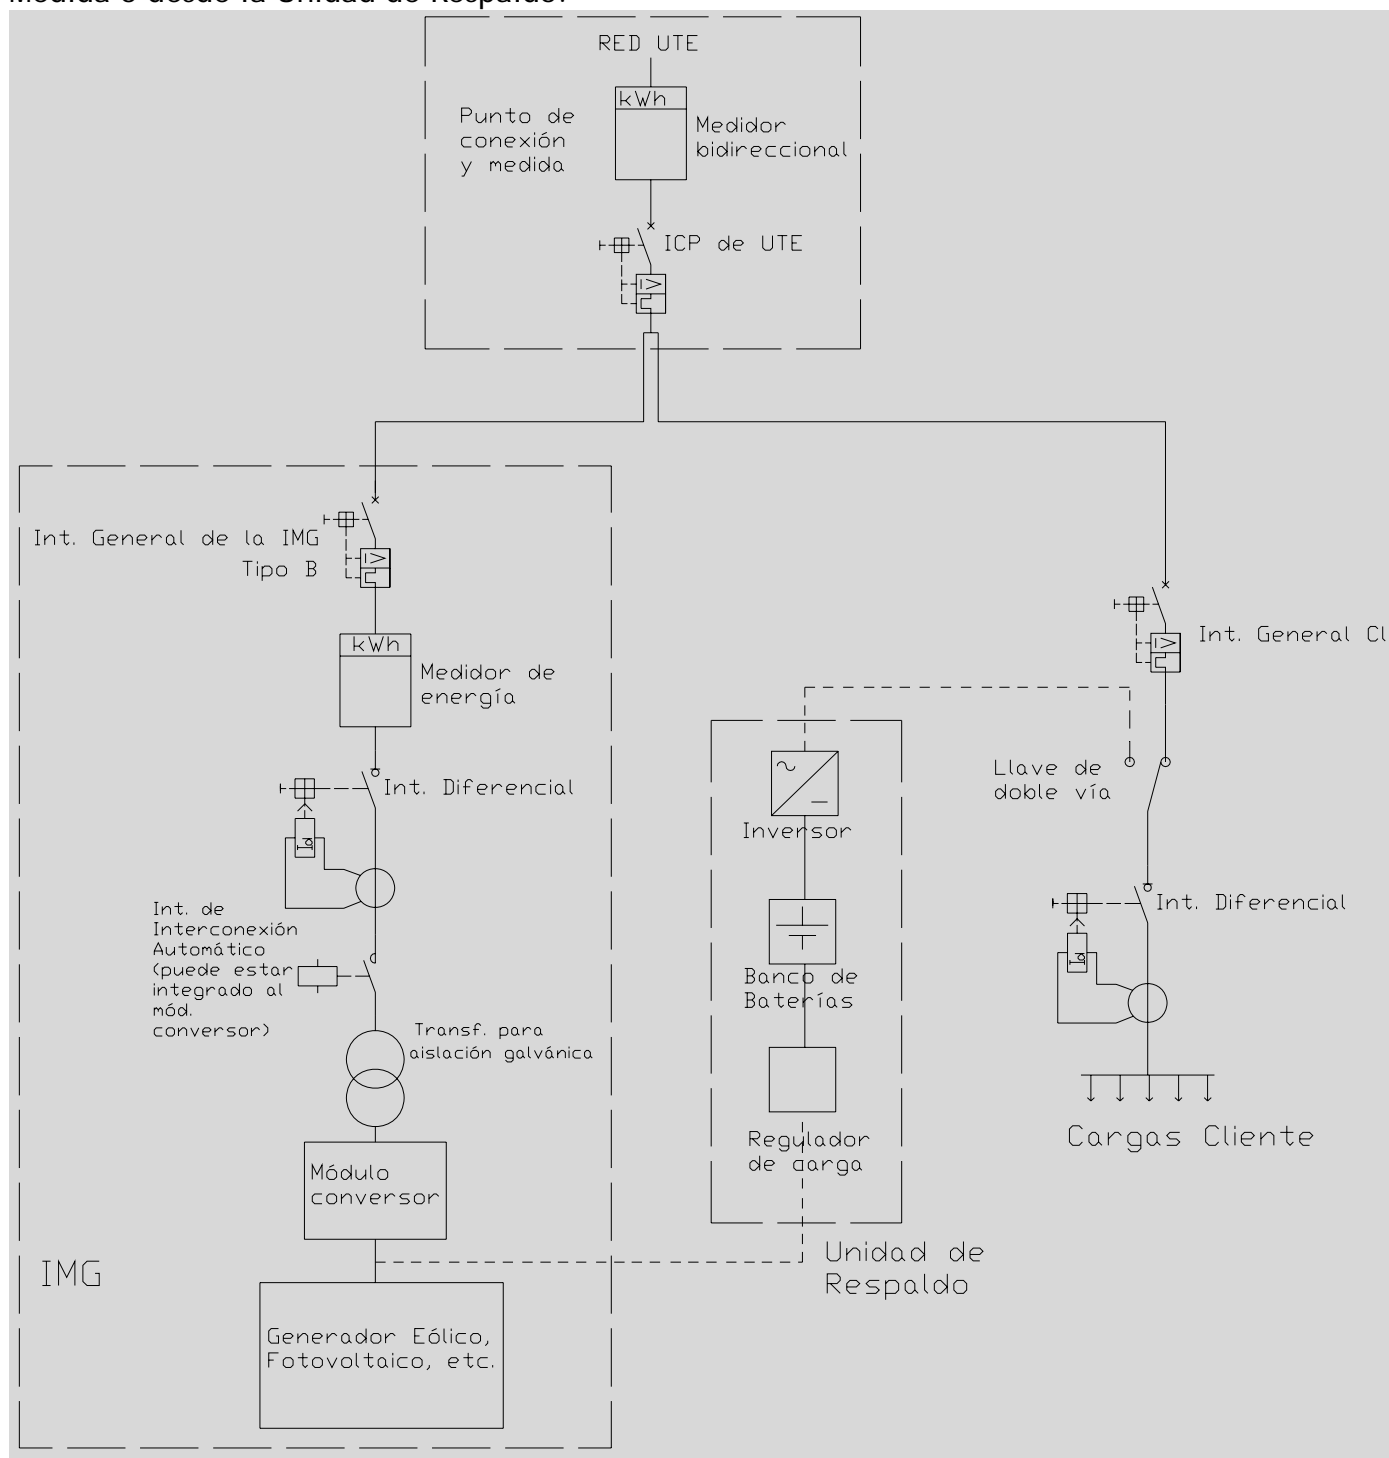 Medida o desde la Unidad de Respaldo.
RED UTE
kWh
Punto de
conexión
y medida
Medidor
bidireccional
ICP de UTE
Int. General de la IMG
Tipo B
kWh
Medidor de
energía
Int. General Cl
Int. Diferencial
Id
Llave de
doble vía
Inversor
Int. Diferencial
Id
Int. de
Interconexión
Automático
(puede estar
integrado al
mód.
conversor)
Banco de
Baterías
Transf. para
aislación galvánica
Regulador
de carga
Cargas Cliente
Módulo
conversor
IMG
Unidad de
Respaldo
Generador Eólico,
Fotovoltaico, etc.